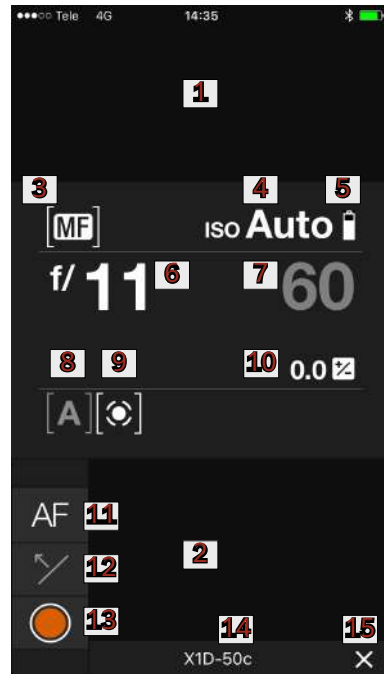 ●●●○○ Tele 4G 14:35
1
3 4 5
[MF] ISO Auto
f/11 6 7 60
8 9 10 0.0
[A]
AF 11
12 2
13
14 15
X1D-50c ×